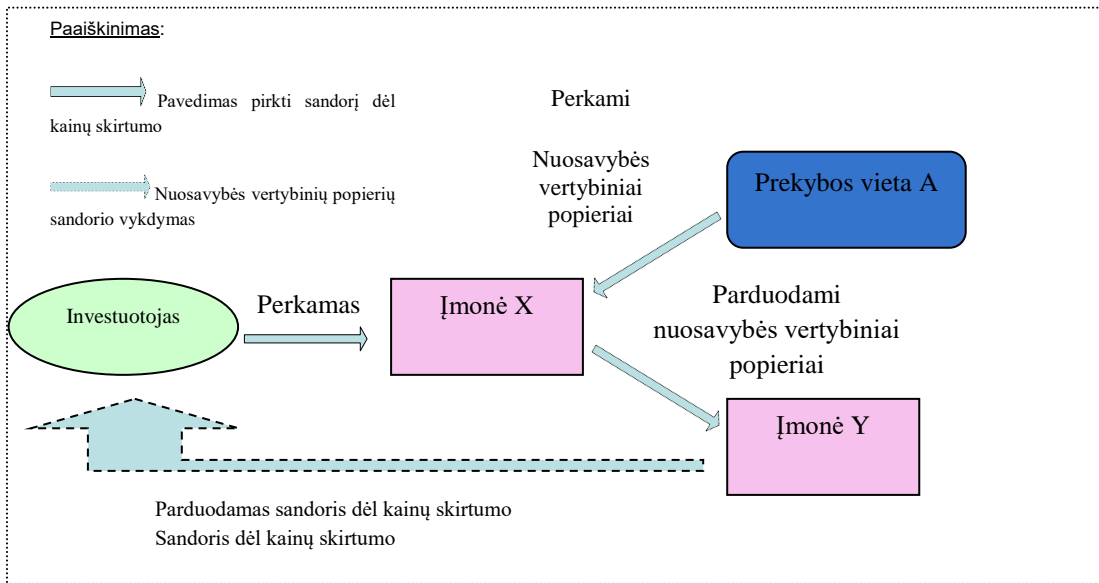 Paaiškinimas:
Pavedimas pirkti sandorį dėl
kainų skirtumo
Nuosavybės vertybinių popierių
sandorio vykdymas
Perkami
Nuosavybės
vertybiniai
popieriai
Prekybos vieta A
Investuotojas
Perkamas
Įmonė X
Parduodami
nuosavybės vertybiniai
popieriai
Įmonė Y
Parduodamas sandoris dėl kainų skirtumo
Sandoris dėl kainų skirtumo